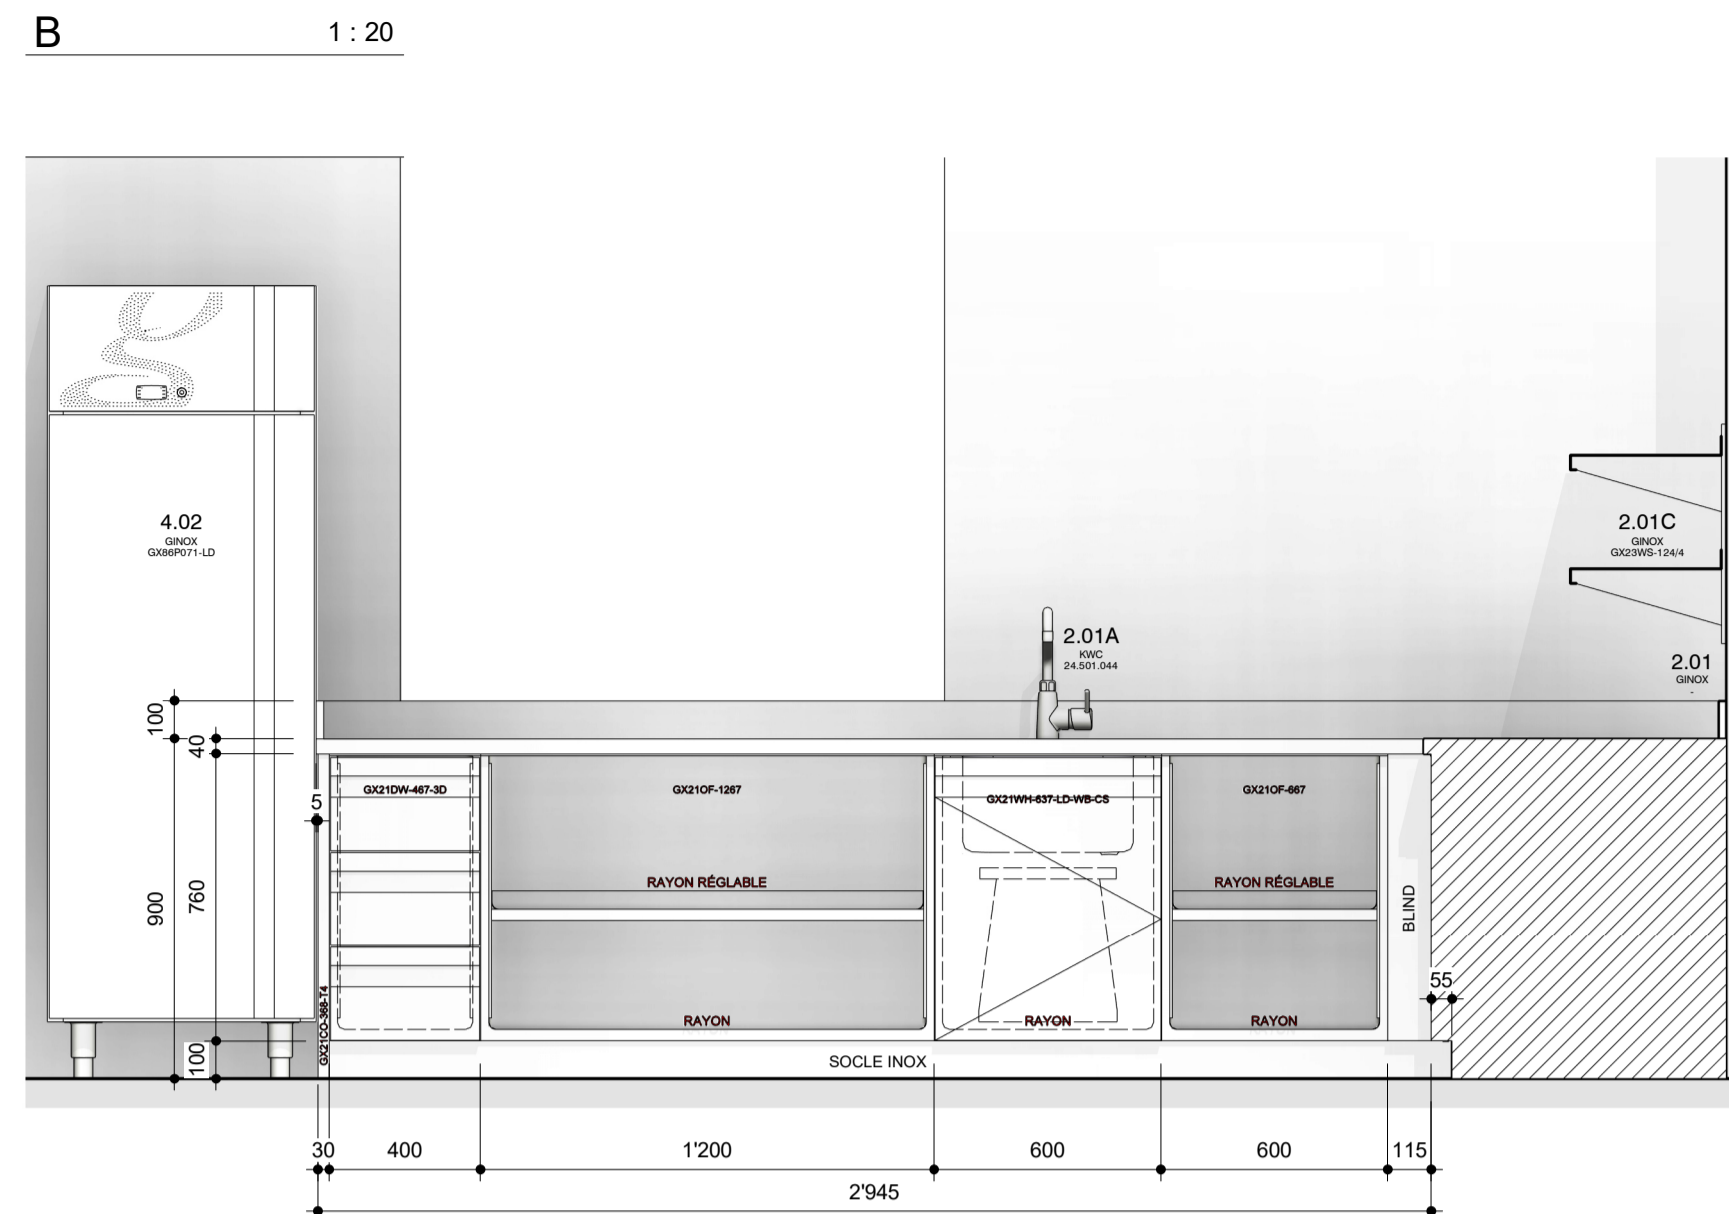 B
1 : 20
4.02
GINOX
GX86P071-LD
2.01C
GINOX
GX23WS-124/4
2.01A
KWC
24.501.044
2.01
GINOX
-
100
40
5
900
760
100
GX21CO-368-T4
GX21DW-467-3D
GX21OF-1267
GX21WH-637-LD-WB-CS
GX21OF-667
RAYON RÉGLABLE
RAYON RÉGLABLE
BLIND
55
RAYON
RAYON
RAYON
SOCLE INOX
30
400
1'200
600
600
115
2'945